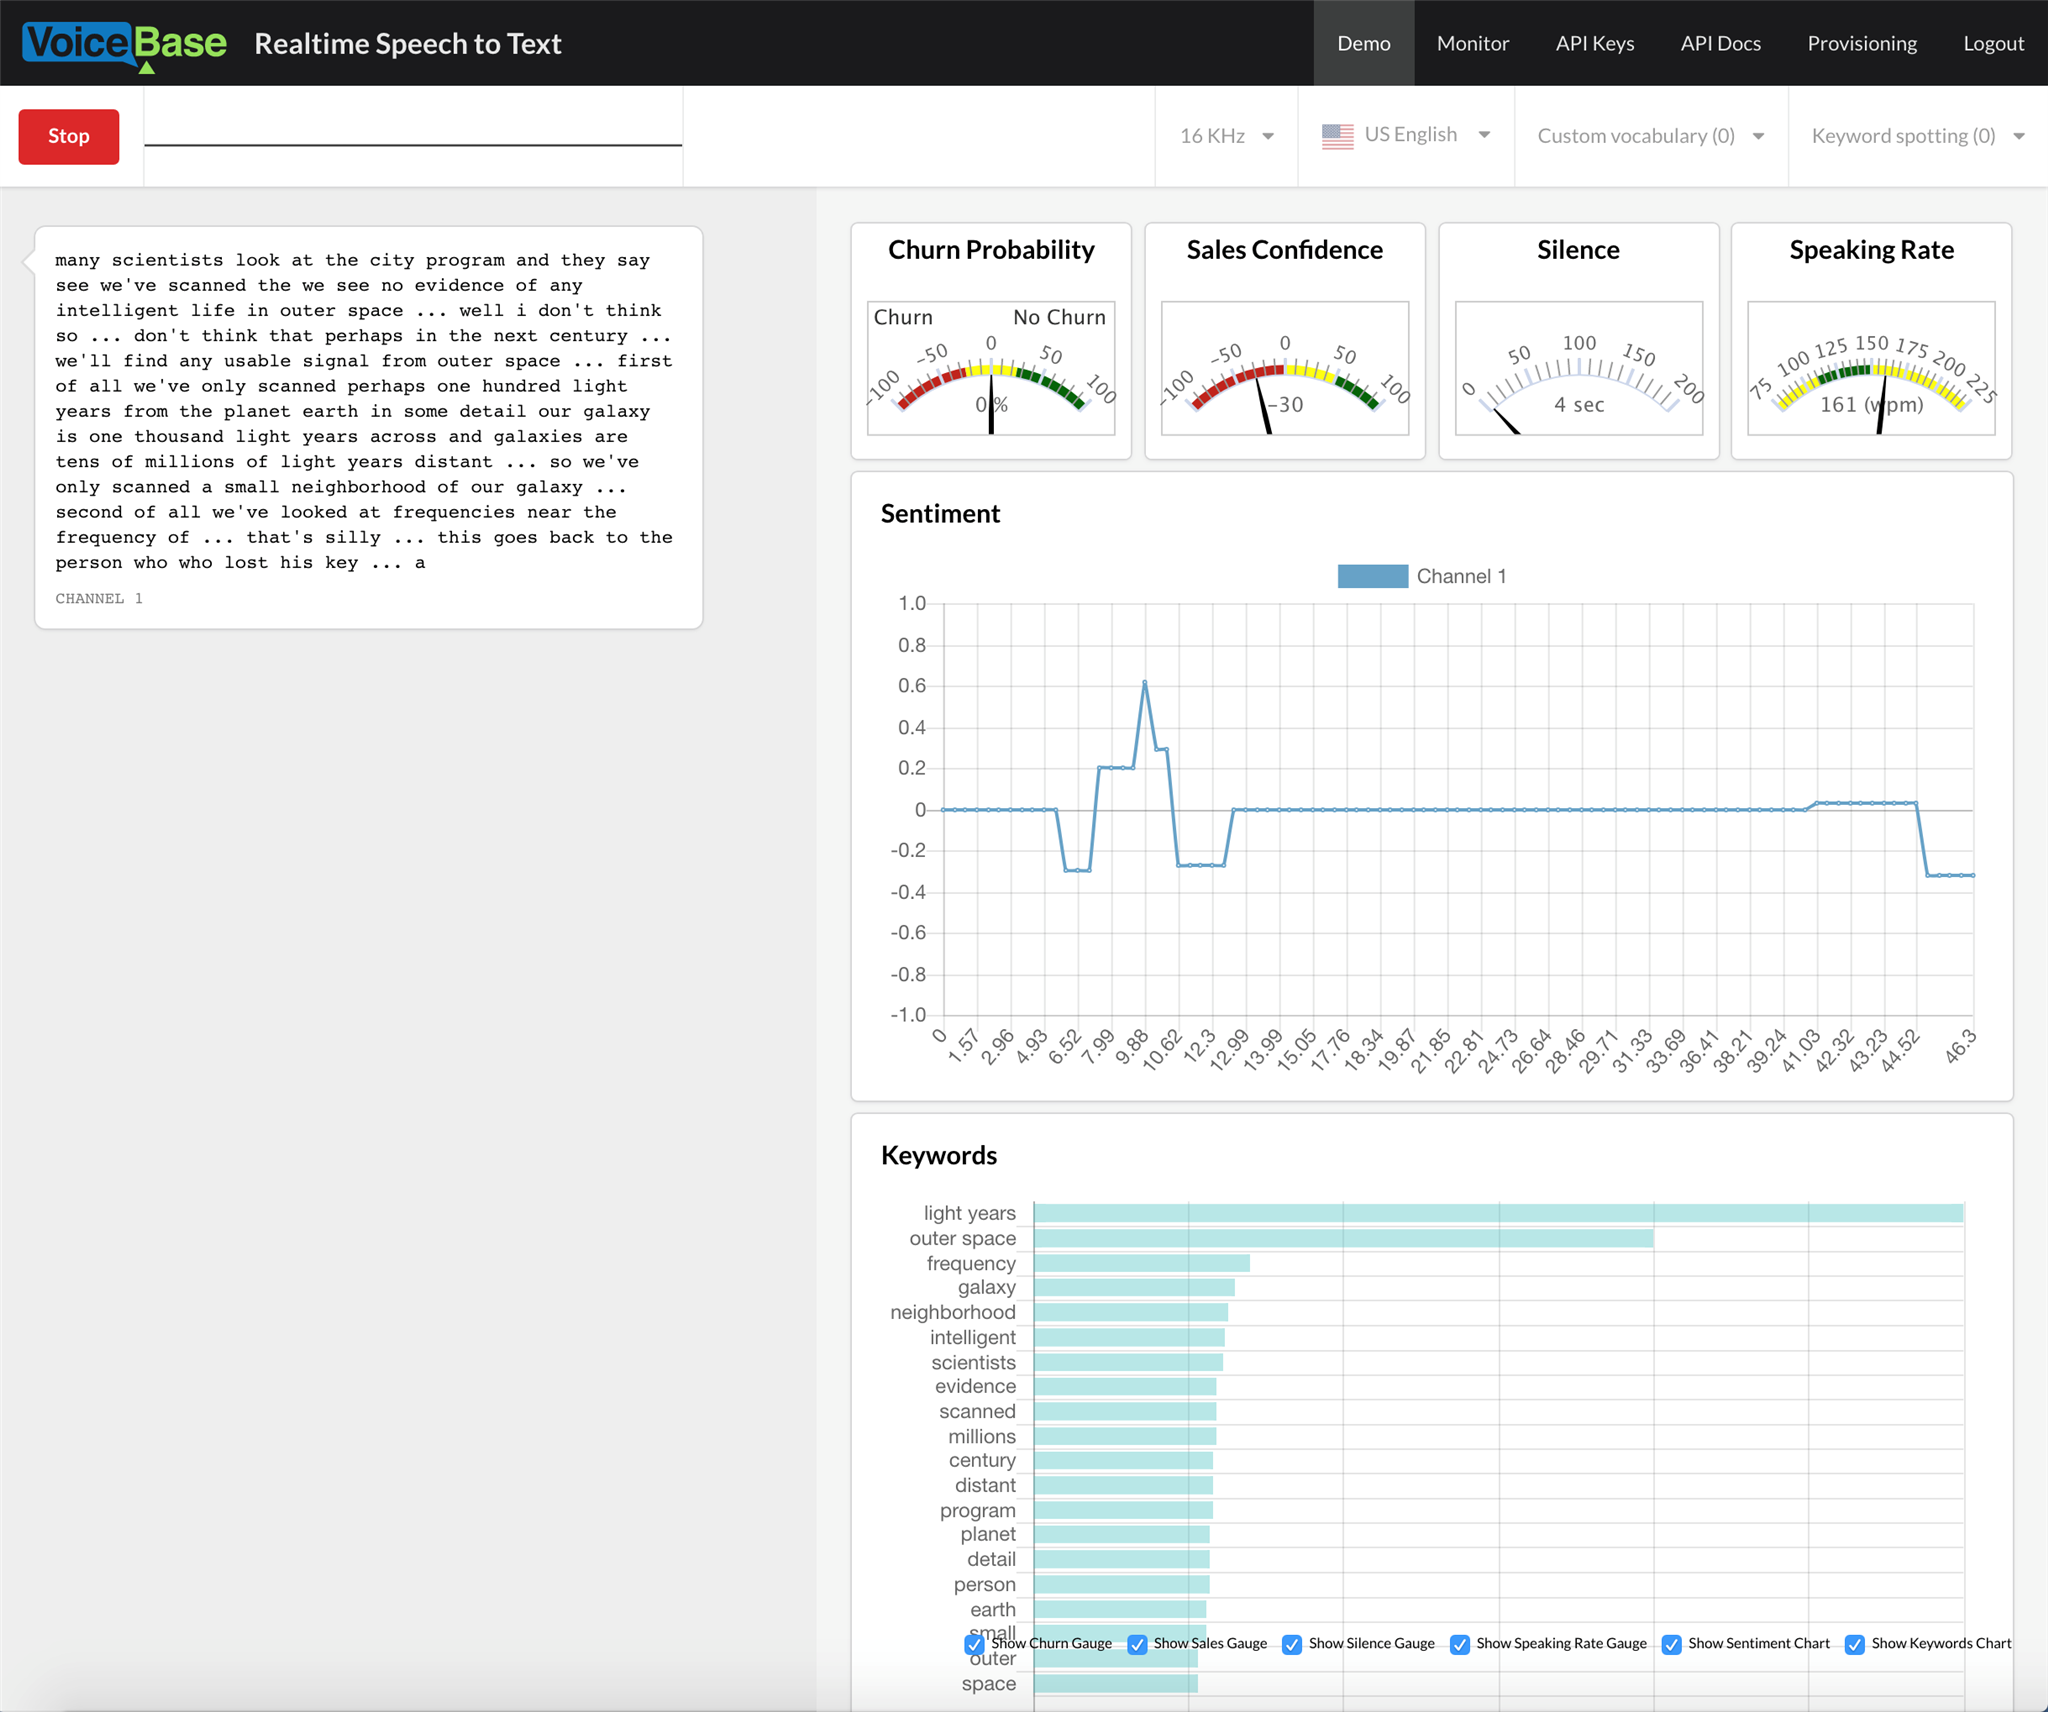 VoiceBase
Realtime Speech to Text
Demo
Monitor
API Keys
API Docs
Provisioning
Logout
Stop
16 KHz
US English
Custom vocabulary (0)
Keyword spotting (0)
many scientists look at the city program and they say
see we've scanned the we see no evidence of any
intelligent life in outer space ... well i don't think
so ... don't think that perhaps in the next century ...
we'll find any usable signal from outer space ... first
of all we've only scanned perhaps one hundred light
years from the planet earth in some detail our galaxy
is one thousand light years across and galaxies are
tens of millions of light years distant ... so we've
only scanned a small neighborhood of our galaxy ...
second of all we've looked at frequencies near the
frequency of ... that's silly ... this goes back to the
person who who lost his key ... a
CHANNEL 1
Churn Probability
Churn
No Churn
-100
-50
0
50
100
0 %
Sales Confidence
-100
-50
0
50
100
-30
Silence
0
50
100
150
200
4 sec
Speaking Rate
75
100
125
150
175
200
225
161 (wpm)
Sentiment
Channel 1
1.0
0.8
0.6
0.4
0.2
0
-0.2
-0.4
-0.6
-0.8
-1.0
0
1.57
2.96
4.93
6.52
7.99
9.88
10.62
12.3
12.99
13.99
15.05
17.76
18.34
19.87
21.85
22.81
24.73
26.64
28.46
29.71
31.33
33.69
36.41
38.21
39.24
41.03
42.32
43.23
44.52
46.3
Keywords
light years
outer space
frequency
galaxy
neighborhood
intelligent
scientists
evidence
scanned
millions
century
distant
program
planet
detail
person
earth
small
Show Churn Gauge
Show Sales Gauge
Show Silence Gauge
Show Speaking Rate Gauge
Show Sentiment Chart
Show Keywords Chart
outer
space